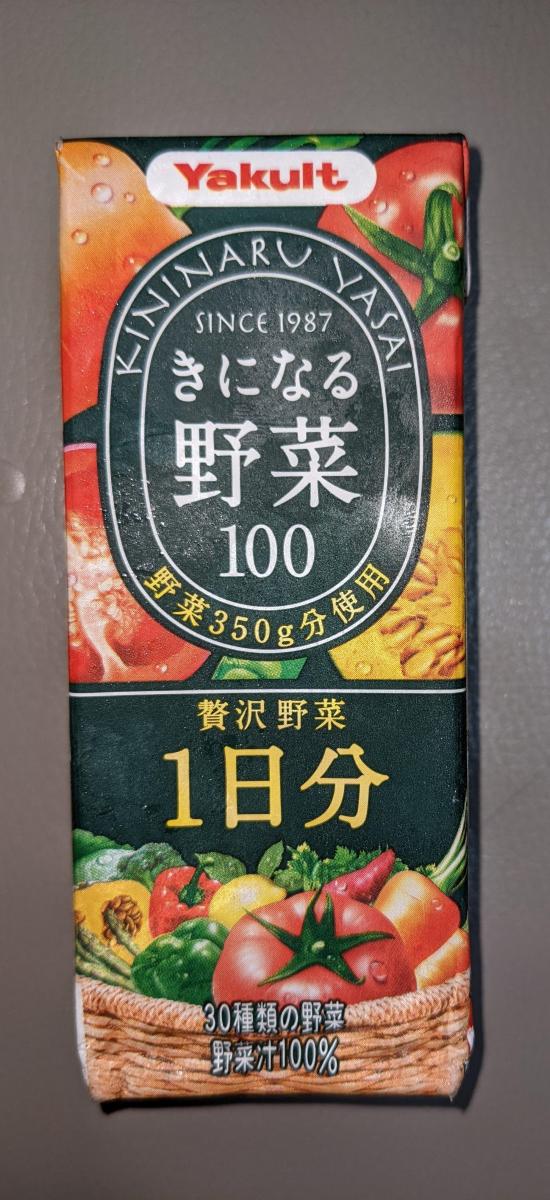 Yakult
KININARU YASAI
SINCE 1987
きになる
野菜
100
野菜350g分使用
贅沢野菜
1日分
30種類の野菜
野菜汁100%